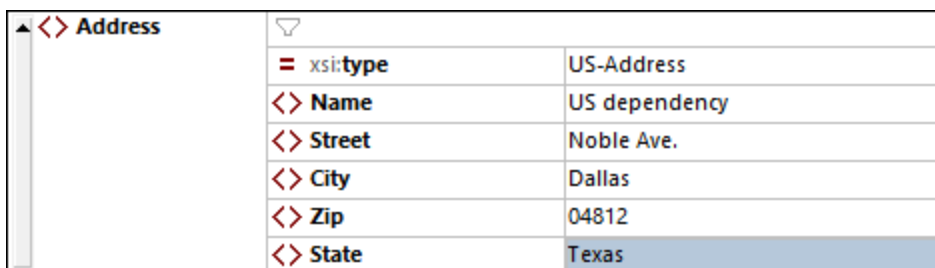 Address
= xsi:type US-Address
<> Name US dependency
<> Street Noble Ave.
<> City Dallas
<> Zip 04812
<> State Texas